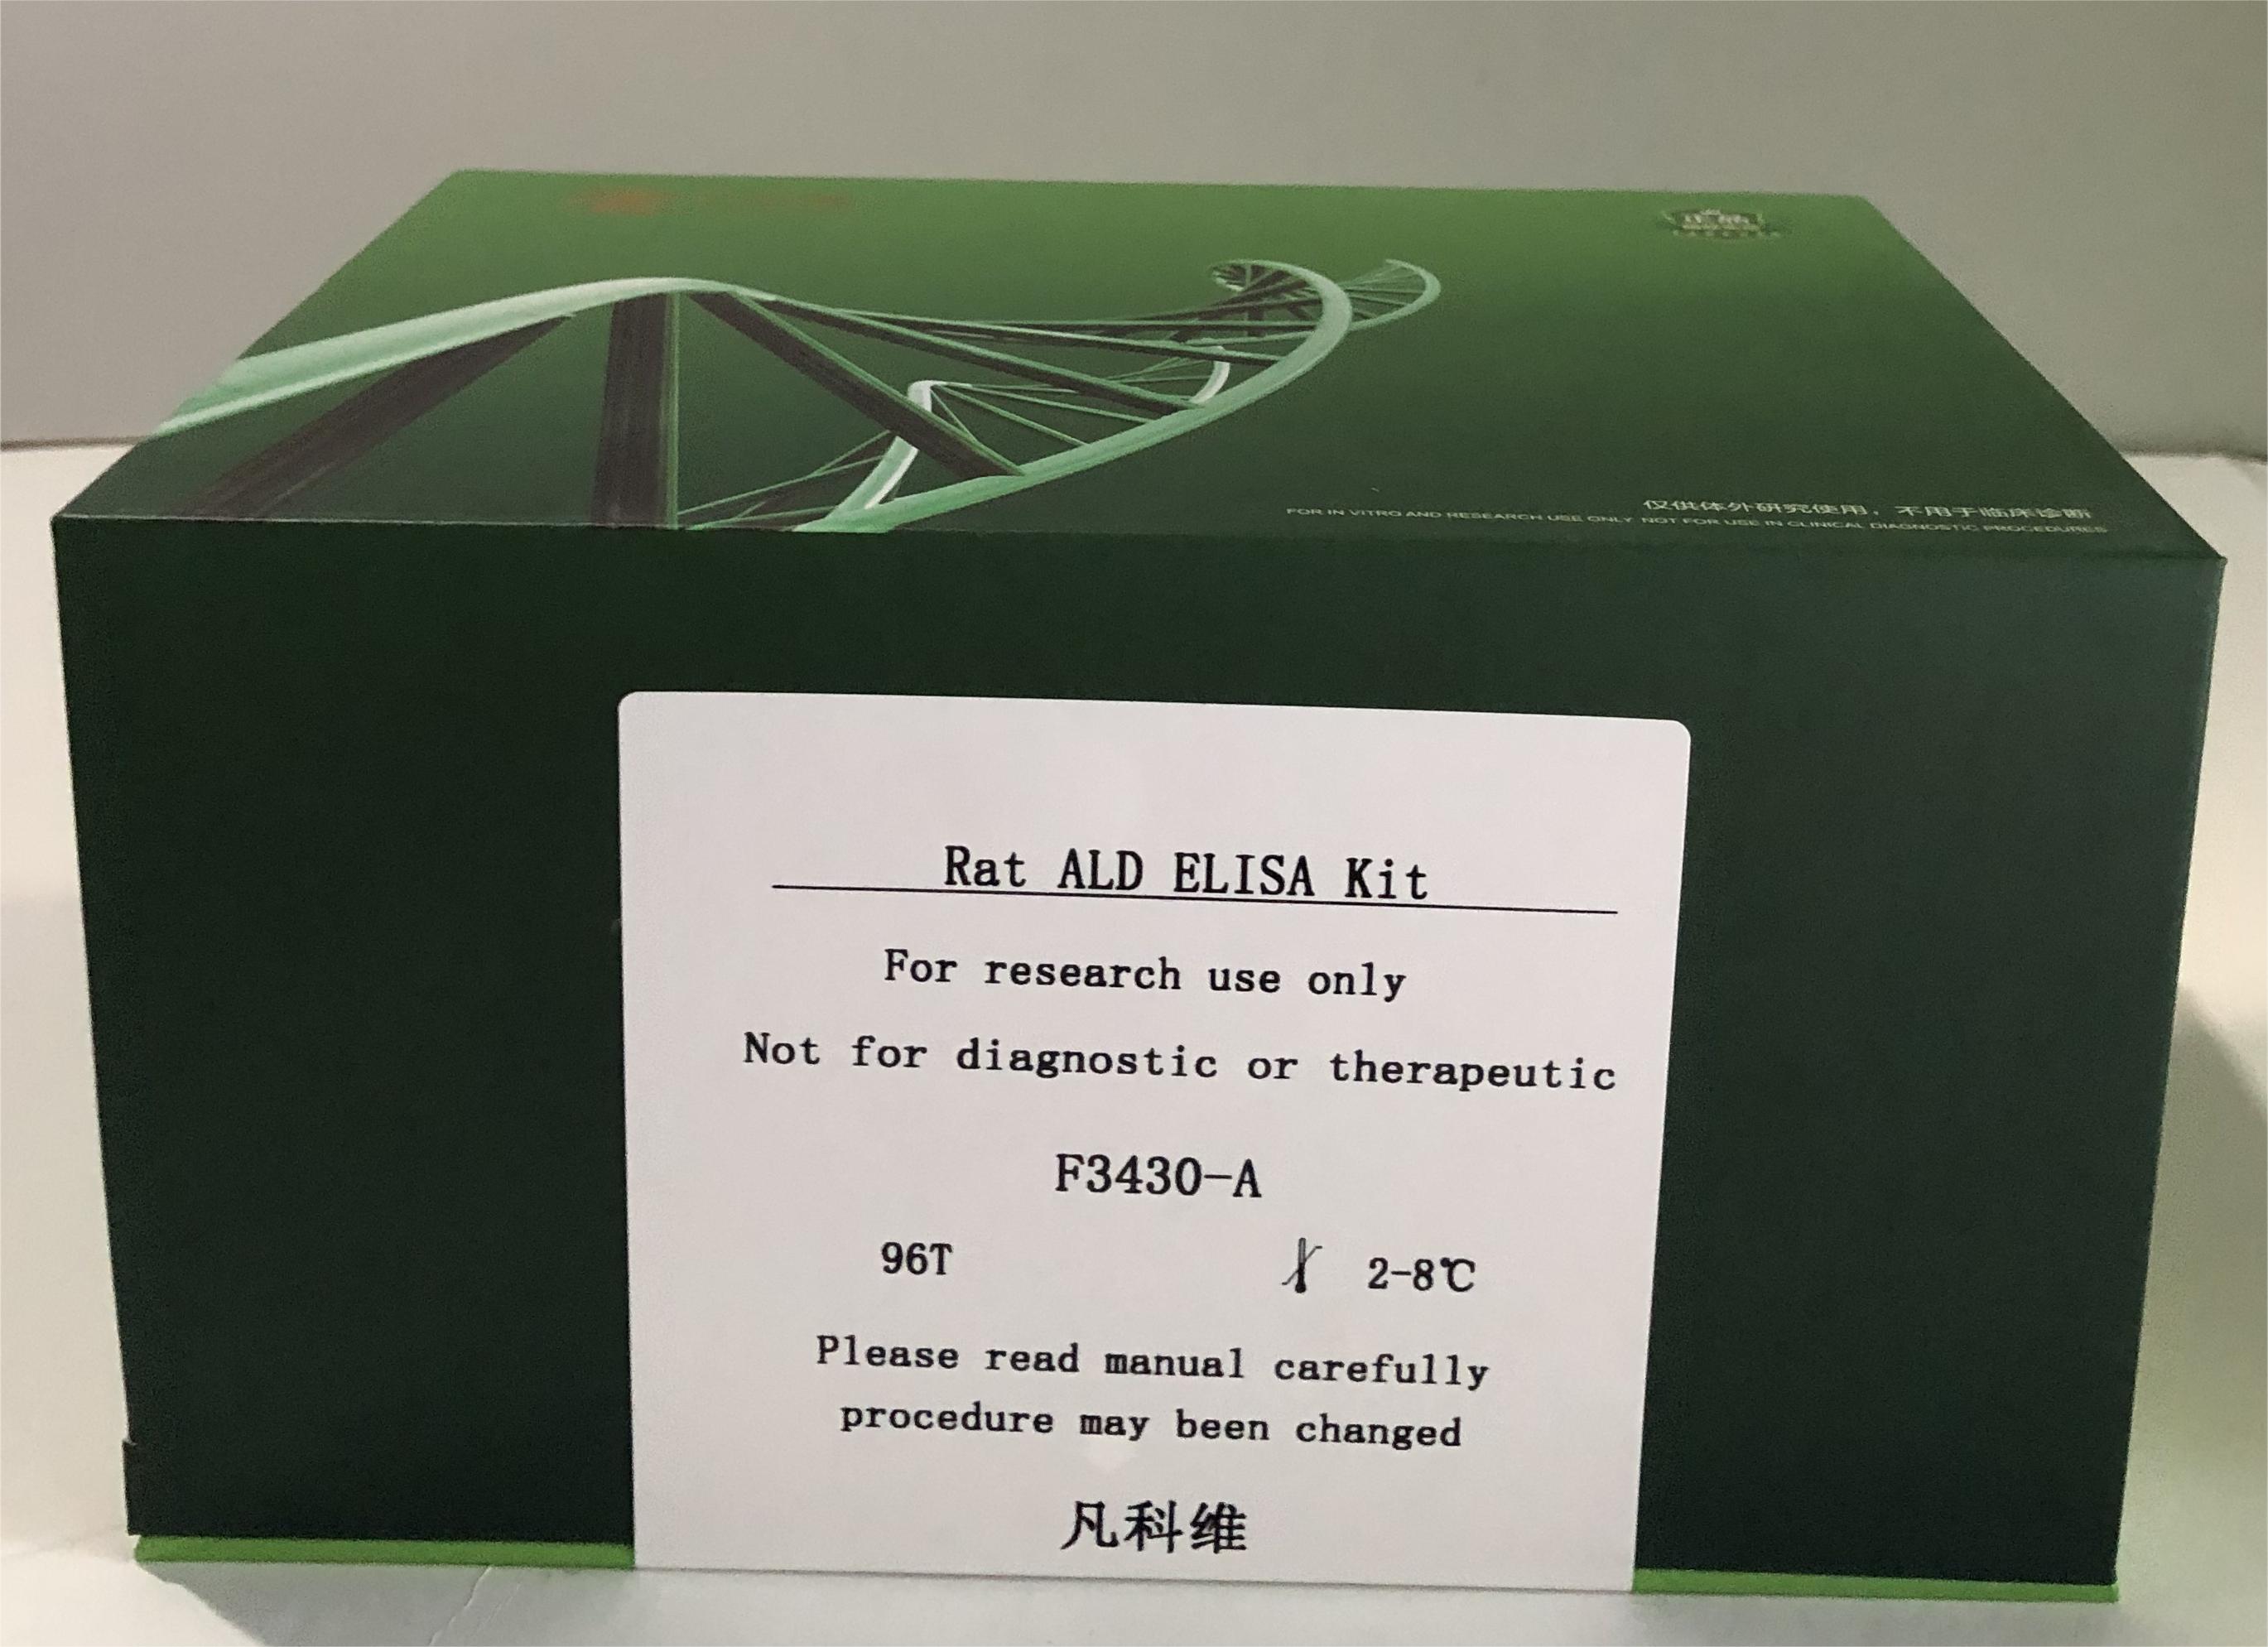 仅供体外研究使用，不用于临床诊断
FOR IN VITRO AND RESEARCH USE ONLY NOT FOR USE IN CLINICAL DIAGNOSTIC PROCEDURES
Rat ALD ELISA Kit
For research use only
Not for diagnostic or therapeutic
F3430-A
96T 2-8℃
Please read manual carefully
procedure may been changed
凡科维